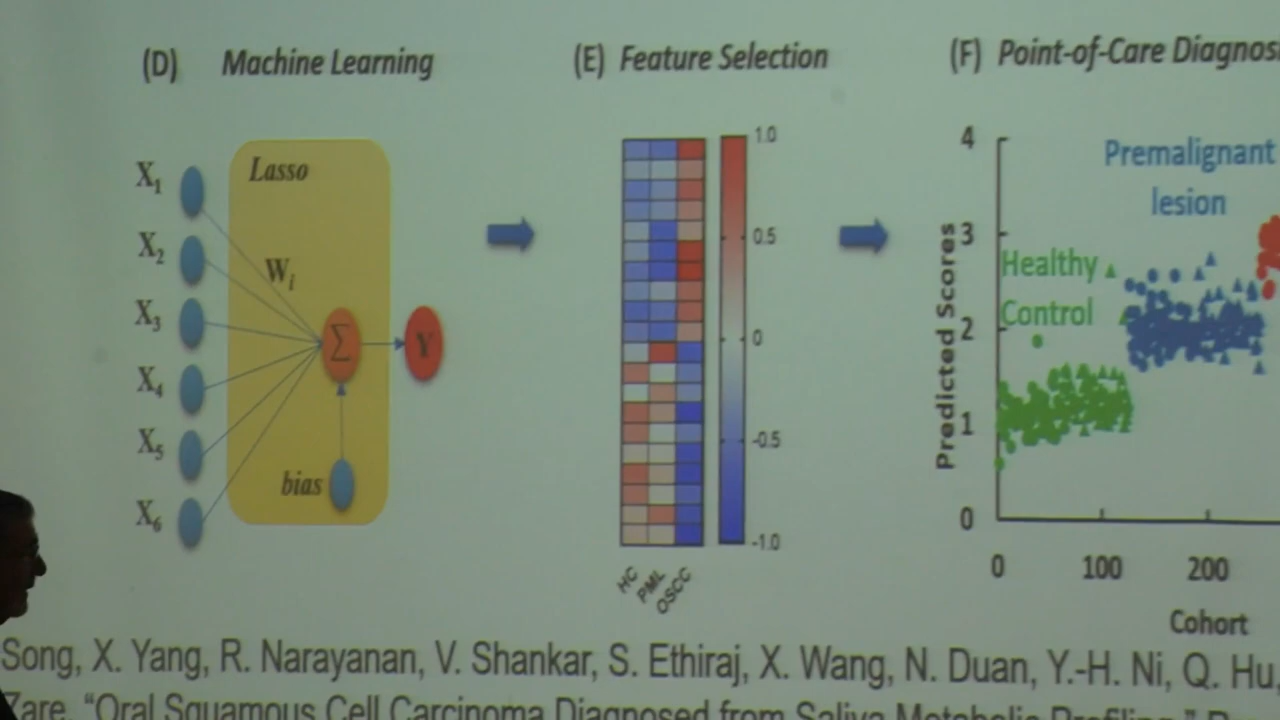 (D) Machine Learning
X1
X2
X3
X4
X5
X6
Lasso
Wi
Σ
Y
bias
(E) Feature Selection
1.0
0.5
0
-0.5
-1.0
HC
PML
OSCC
(F) Point-of-Care Diagnos
Premalignant
lesion
Healthy
Control
Predicted Scores
4
3
2
1
0
0 100 200
Cohort
Song, X. Yang, R. Narayanan, V. Shankar, S. Ethiraj, X. Wang, N. Duan, Y.-H. Ni, Q. Hu,
Zare, "Oral Squamous Cell Carcinoma Diagnosed from Saliva Metabolic Profiling,"